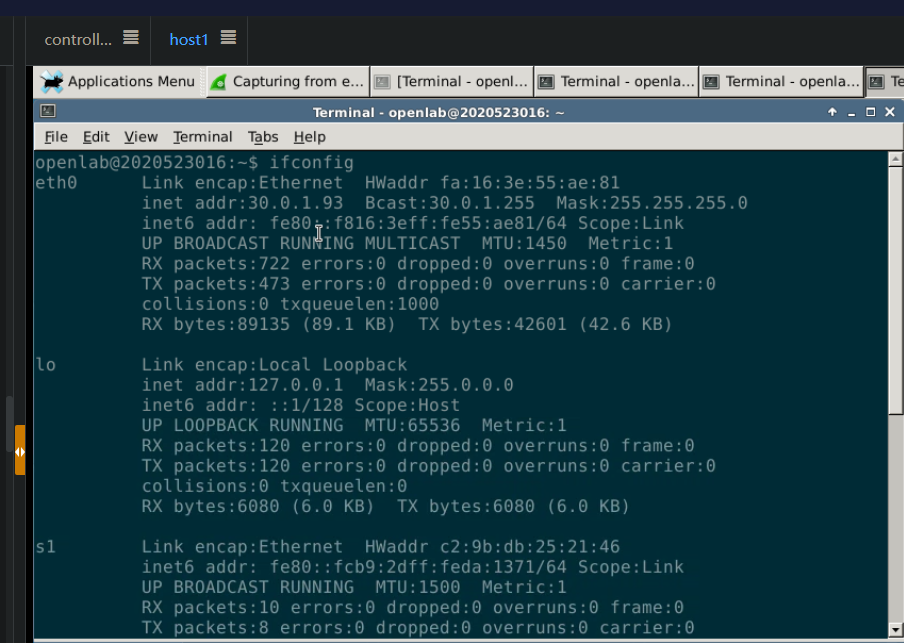 controll...
host1
Applications Menu
Capturing from e...
[Terminal - openl...
Terminal - openla...
Terminal - openla...
Te
Terminal - openlab@2020523016: ~
File Edit View Terminal Tabs Help
openlab@2020523016:~$ ifconfig
eth0 Link encap:Ethernet HWaddr fa:16:3e:55:ae:81
inet addr:30.0.1.93 Bcast:30.0.1.255 Mask:255.255.255.0
inet6 addr: fe80::f816:3eff:fe55:ae81/64 Scope:Link
UP BROADCAST RUNNING MULTICAST MTU:1450 Metric:1
RX packets:722 errors:0 dropped:0 overruns:0 frame:0
TX packets:473 errors:0 dropped:0 overruns:0 carrier:0
collisions:0 txqueuelen:1000
RX bytes:89135 (89.1 KB) TX bytes:42601 (42.6 KB)
lo Link encap:Local Loopback
inet addr:127.0.0.1 Mask:255.0.0.0
inet6 addr: ::1/128 Scope:Host
UP LOOPBACK RUNNING MTU:65536 Metric:1
RX packets:120 errors:0 dropped:0 overruns:0 frame:0
TX packets:120 errors:0 dropped:0 overruns:0 carrier:0
collisions:0 txqueuelen:0
RX bytes:6080 (6.0 KB) TX bytes:6080 (6.0 KB)
s1 Link encap:Ethernet HWaddr c2:9b:db:25:21:46
inet6 addr: fe80::fcb9:2dff:feda:1371/64 Scope:Link
UP BROADCAST RUNNING MTU:1500 Metric:1
RX packets:10 errors:0 dropped:0 overruns:0 frame:0
TX packets:8 errors:0 dropped:0 overruns:0 carrier:0